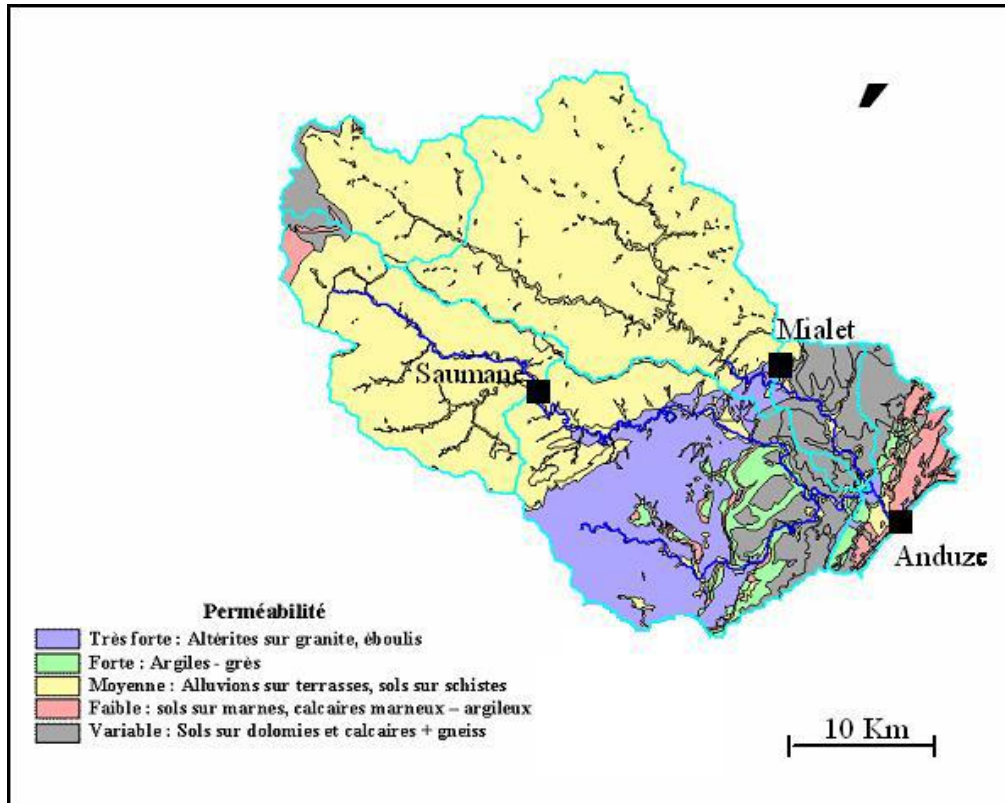 Mialet
Saumane
Anduze
Perméabilité
Très forte : Altérites sur granite, éboulis
Forte : Argiles - grès
Moyenne : Alluvions sur terrasses, sols sur schistes
Faible : sols sur marnes, calcaires marneux – argileux
Variable : Sols sur dolomies et calcaires + gneiss
10 Km